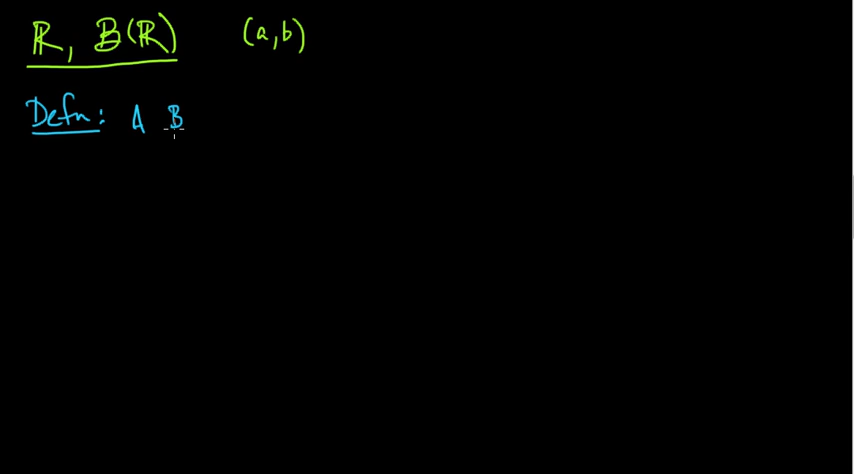 ℝ, B(ℝ) (a,b)
Defn: A B